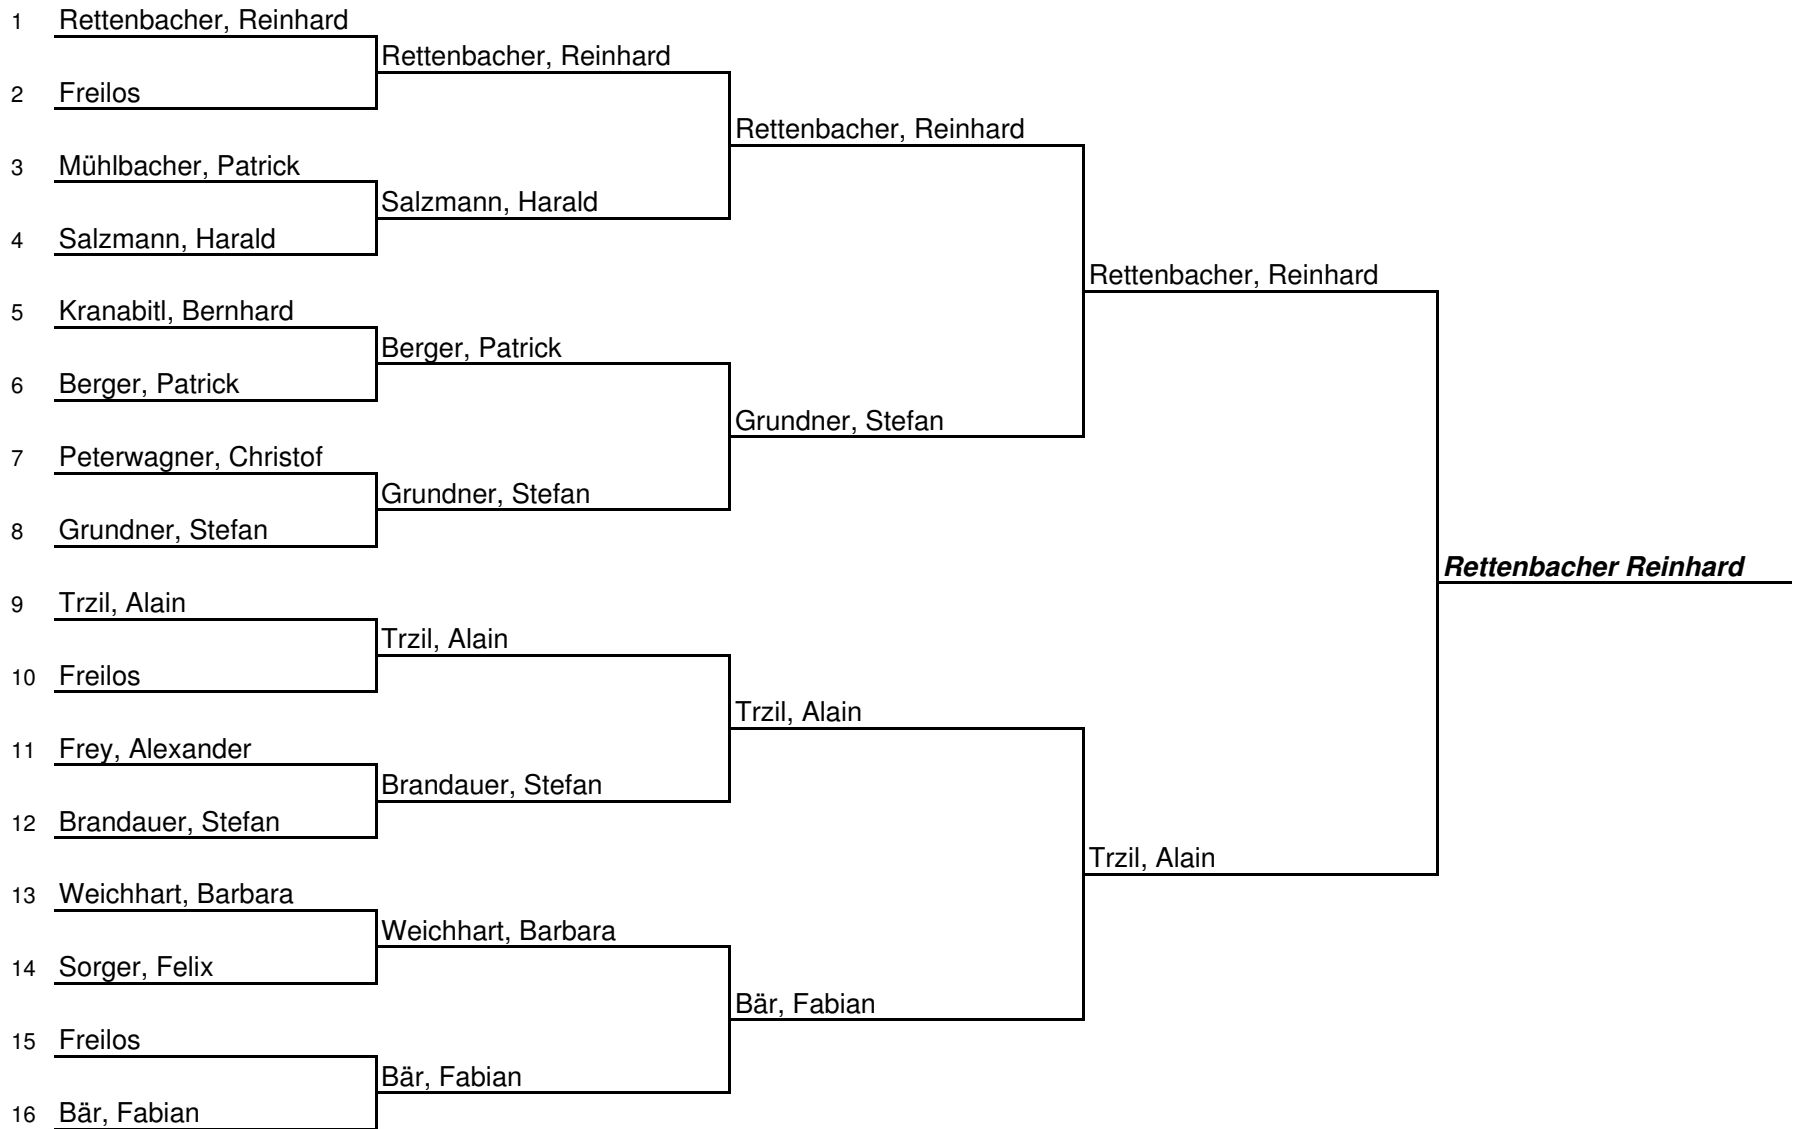 1 Rettenbacher, Reinhard
Rettenbacher, Reinhard
2 Freilos
Rettenbacher, Reinhard
3 Mühlbacher, Patrick
Salzmann, Harald
4 Salzmann, Harald
Rettenbacher, Reinhard
5 Kranabitl, Bernhard
Berger, Patrick
6 Berger, Patrick
Grundner, Stefan
7 Peterwagner, Christof
Grundner, Stefan
8 Grundner, Stefan
Rettenbacher Reinhard
9 Trzil, Alain
Trzil, Alain
10 Freilos
Trzil, Alain
11 Frey, Alexander
Brandauer, Stefan
12 Brandauer, Stefan
Trzil, Alain
13 Weichhart, Barbara
Weichhart, Barbara
14 Sorger, Felix
Bär, Fabian
15 Freilos
Bär, Fabian
16 Bär, Fabian